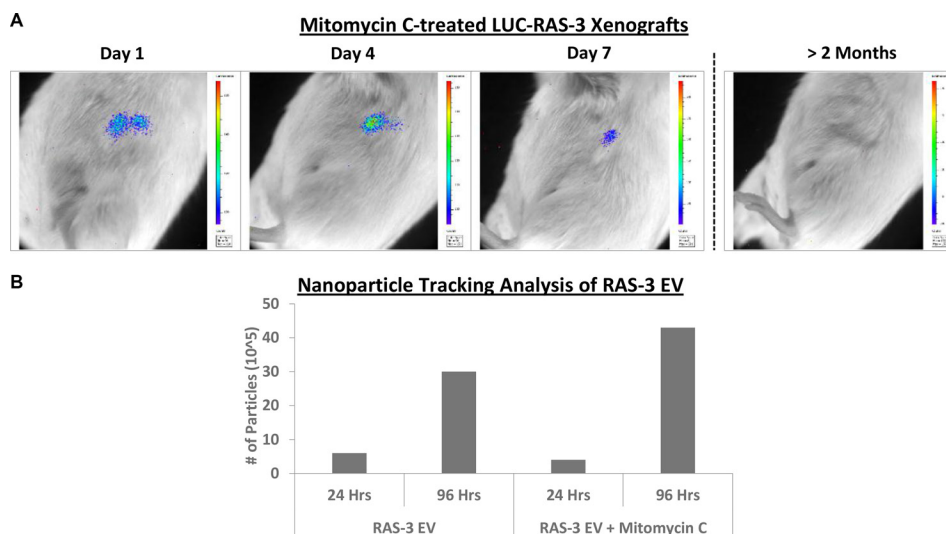 A
Mitomycin C-treated LUC-RAS-3 Xenografts
Day 1
Day 4
Day 7
> 2 Months
B
Nanoparticle Tracking Analysis of RAS-3 EV
# of Particles (10^5)
50
40
30
20
10
0
24 Hrs
96 Hrs
24 Hrs
96 Hrs
RAS-3 EV
RAS-3 EV + Mitomycin C